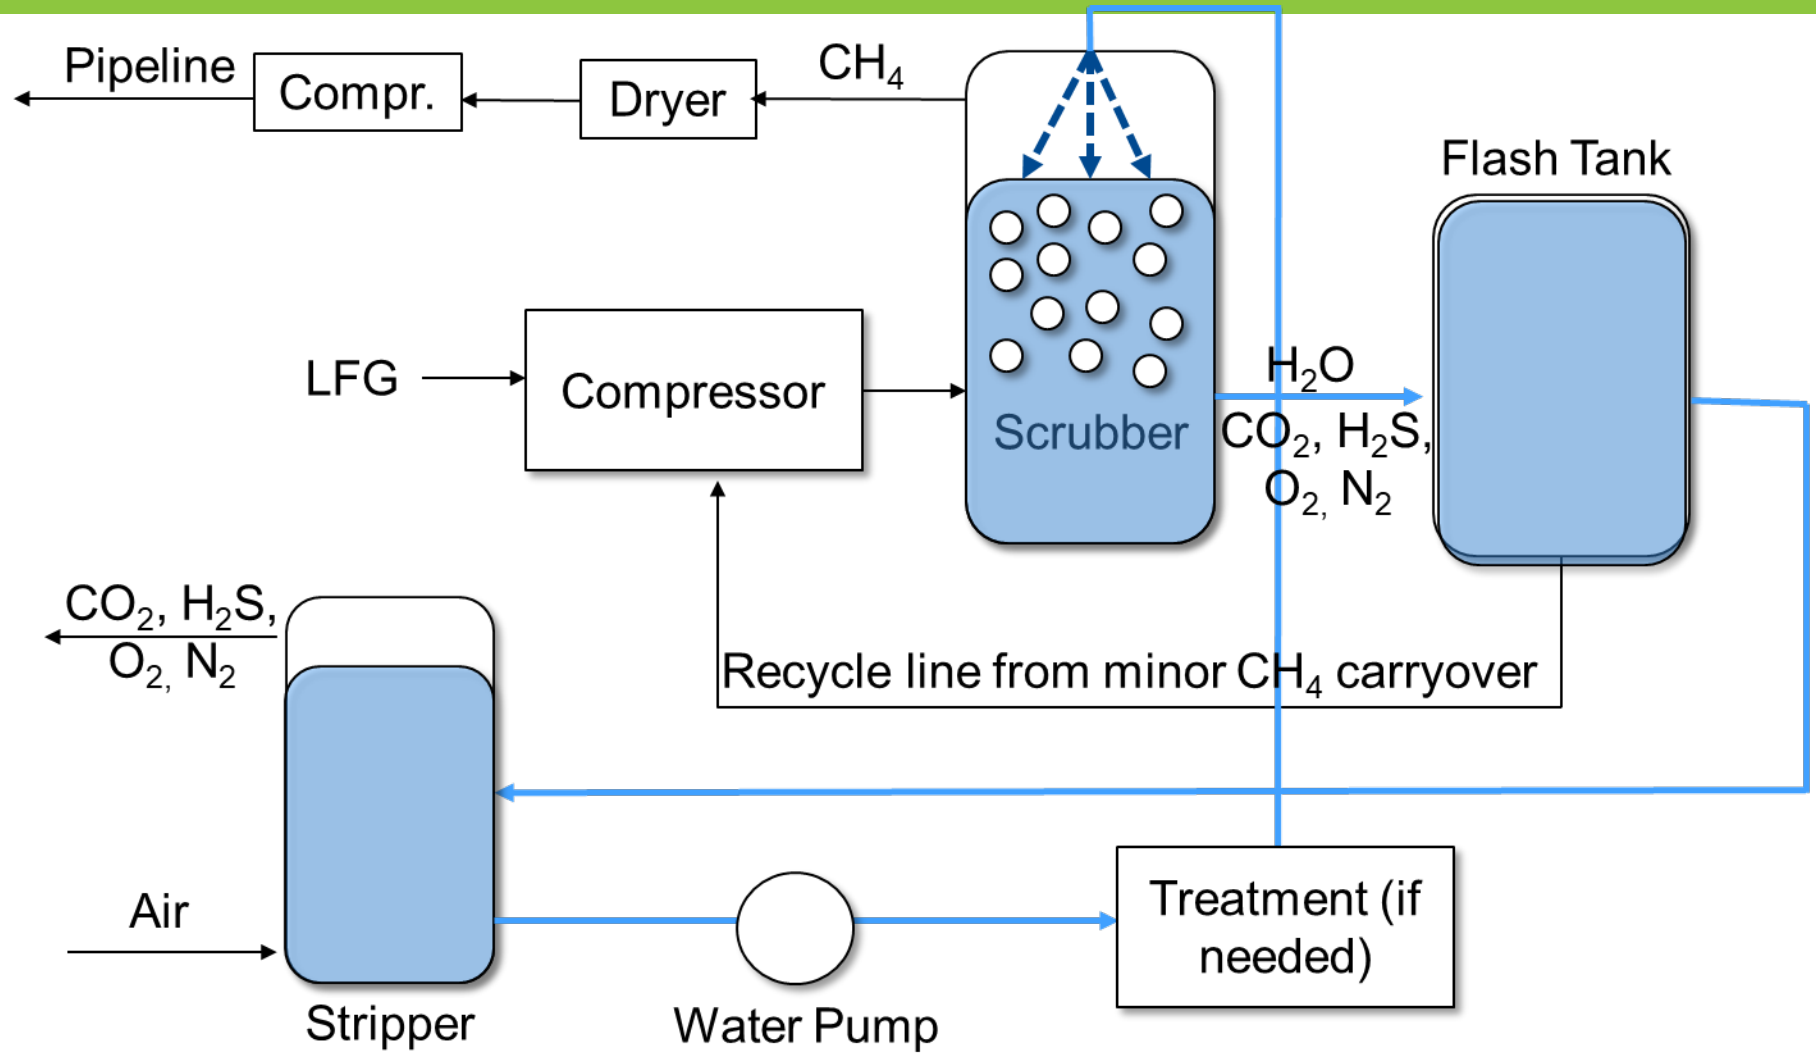 Pipeline
Compr.
Dryer
CH₄
Flash Tank
LFG
Compressor
Scrubber
H₂O
CO₂, H₂S,
O₂, N₂
CO₂, H₂S,
O₂, N₂
Recycle line from minor CH₄ carryover
Air
Treatment (if
needed)
Stripper
Water Pump